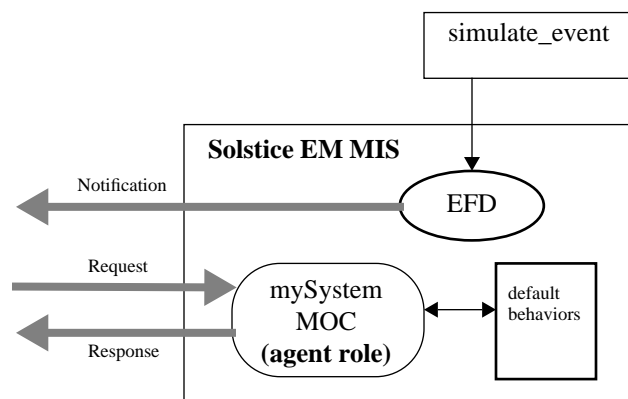 simulate_event
Solstice EM MIS
Notification
EFD
Request
mySystem
MOC
(agent role)
default
behaviors
Response